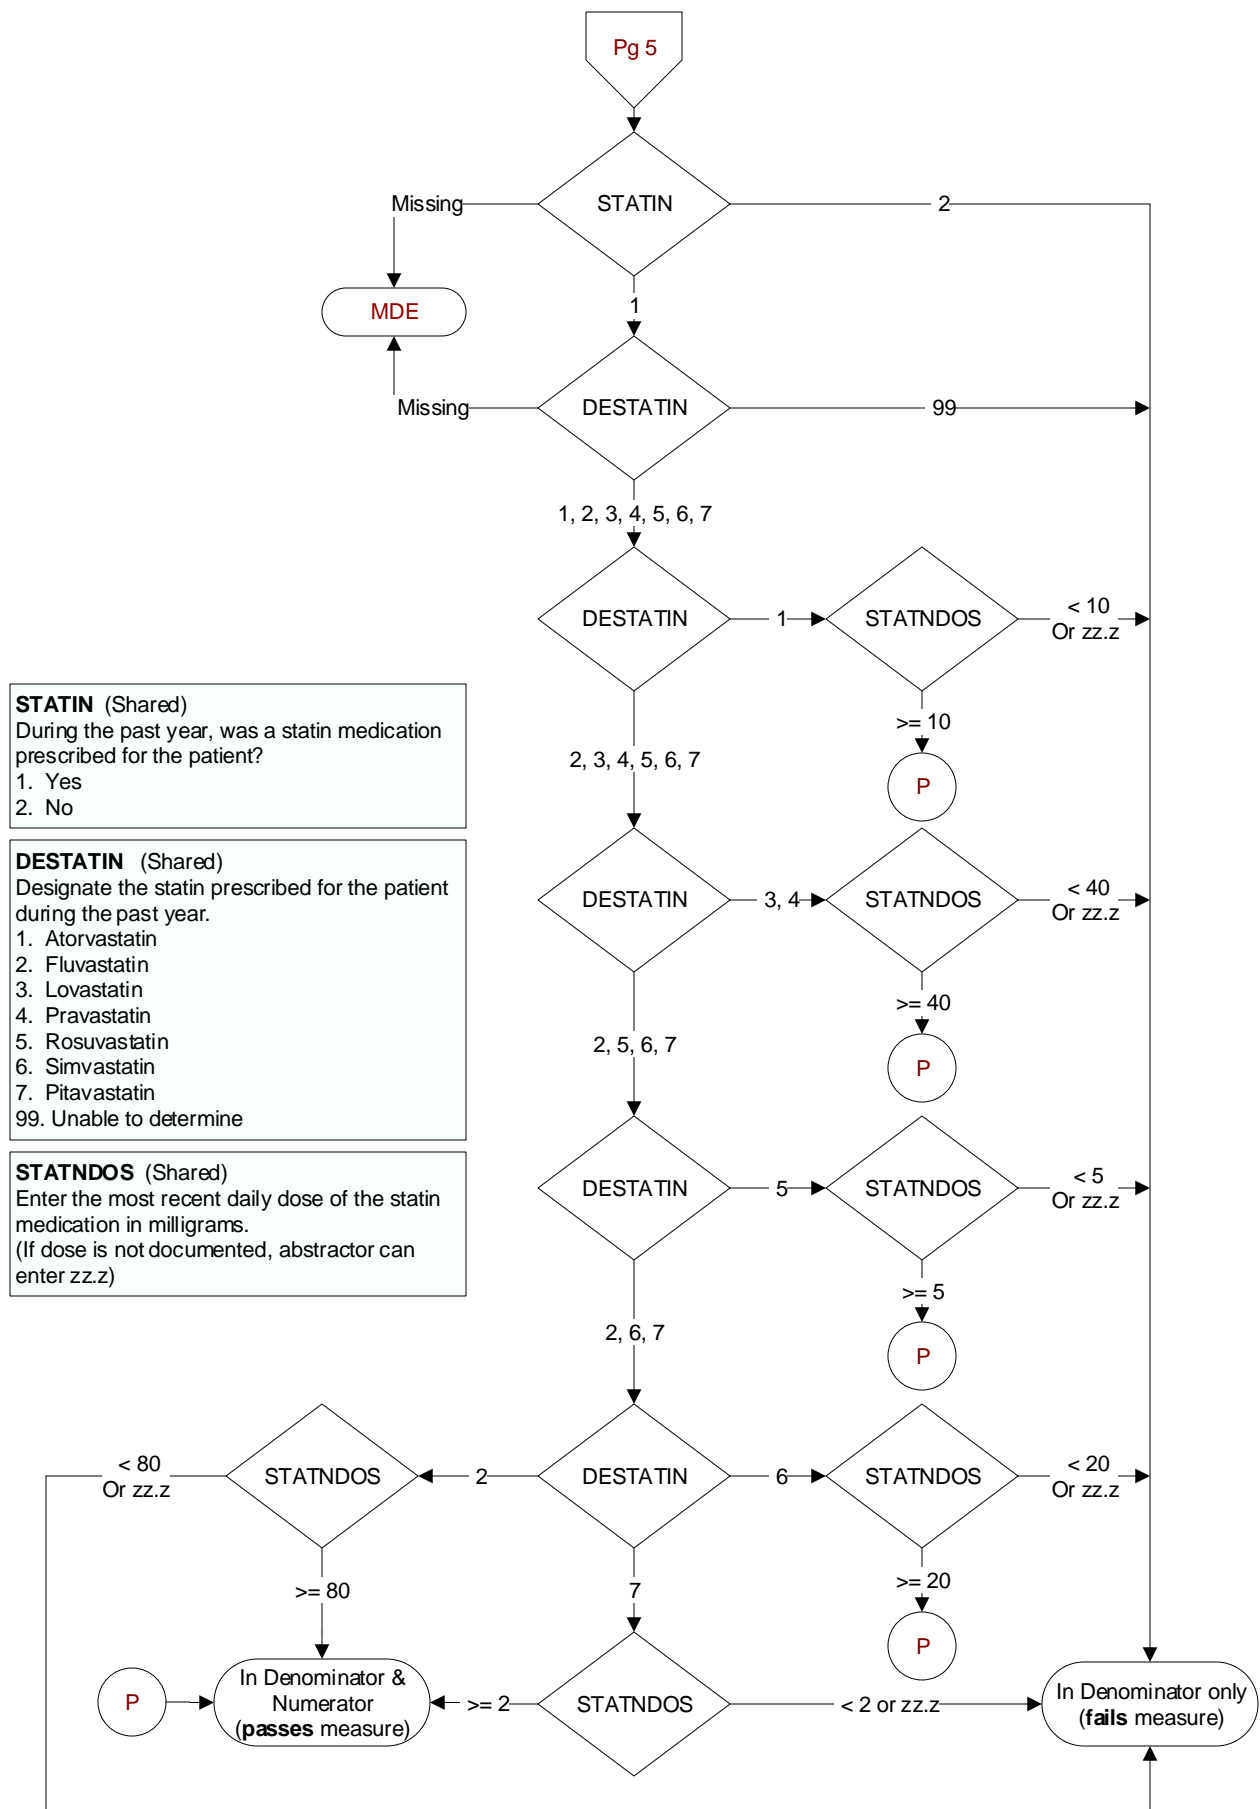 Pg 5
STATIN
Missing
2
MDE
1
DESTATIN
Missing
99
1, 2, 3, 4, 5, 6, 7
DESTATIN
1
STATNDOS
< 10
Or zz.z
>= 10
P
2, 3, 4, 5, 6, 7
STATIN (Shared)
During the past year, was a statin medication
prescribed for the patient?
1. Yes
2. No
DESTATIN (Shared)
Designate the statin prescribed for the patient
during the past year.
1. Atorvastatin
2. Fluvastatin
3. Lovastatin
4. Pravastatin
5. Rosuvastatin
6. Simvastatin
7. Pitavastatin
99. Unable to determine
STATNDOS (Shared)
Enter the most recent daily dose of the statin
medication in milligrams.
(If dose is not documented, abstractor can
enter zz.z)
DESTATIN
3, 4
STATNDOS
< 40
Or zz.z
>= 40
P
2, 5, 6, 7
DESTATIN
5
STATNDOS
< 5
Or zz.z
>= 5
P
2, 6, 7
< 80
Or zz.z
STATNDOS
2
DESTATIN
6
STATNDOS
< 20
Or zz.z
>= 80
7
>= 20
P
P
In Denominator &
Numerator
(passes measure)
>= 2
STATNDOS
< 2 or zz.z
In Denominator only
(fails measure)